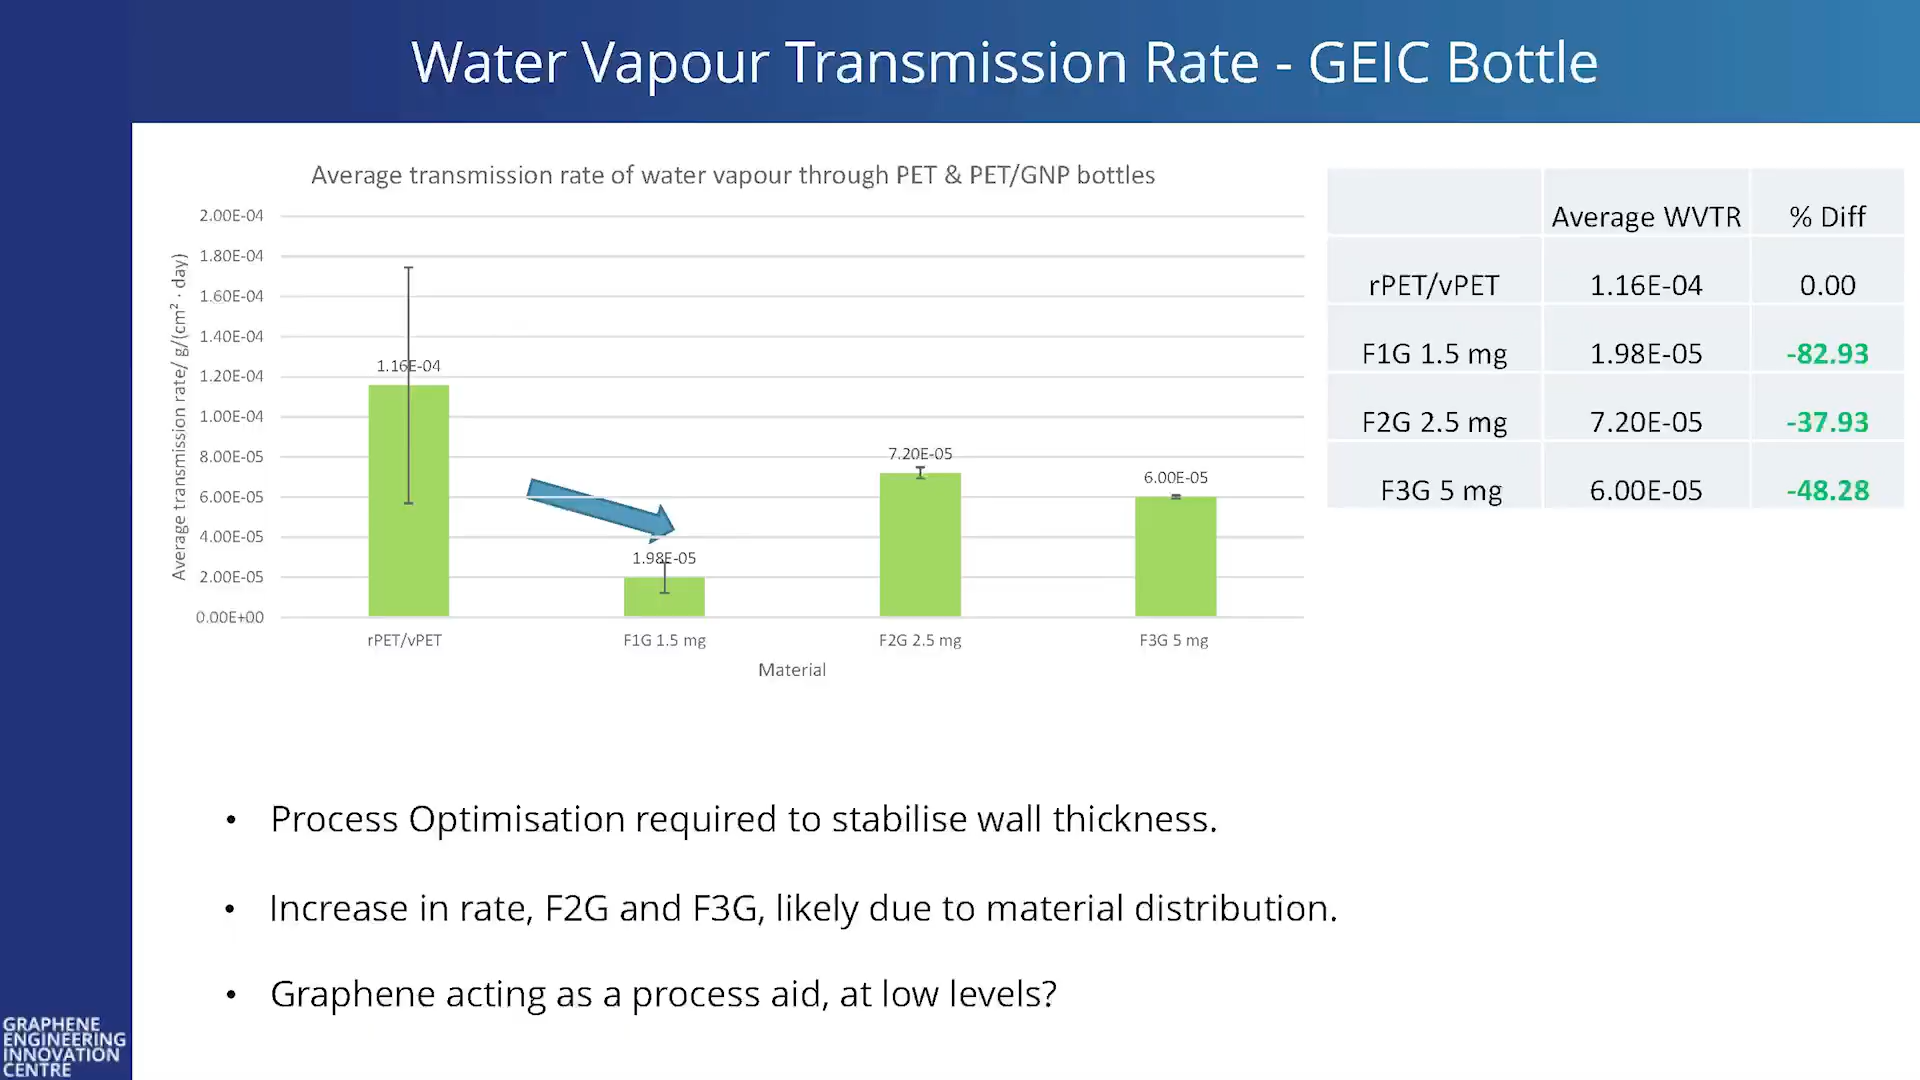 Water Vapour Transmission Rate - GEIC Bottle
Average transmission rate of water vapour through PET & PET/GNP bottles
Average transmission rate/ g/(cm² · day)
2.00E-04
1.80E-04
1.60E-04
1.40E-04
1.20E-04
1.00E-04
8.00E-05
6.00E-05
4.00E-05
2.00E-05
0.00E+00
1.16E-04
1.98E-05
7.20E-05
6.00E-05
rPET/vPET F1G 1.5 mg F2G 2.5 mg F3G 5 mg
Material
Average WVTR % Diff
rPET/vPET 1.16E-04 0.00
F1G 1.5 mg 1.98E-05 -82.93
F2G 2.5 mg 7.20E-05 -37.93
F3G 5 mg 6.00E-05 -48.28
• Process Optimisation required to stabilise wall thickness.
• Increase in rate, F2G and F3G, likely due to material distribution.
• Graphene acting as a process aid, at low levels?
GRAPHENE
ENGINEERING
INNOVATION
CENTRE